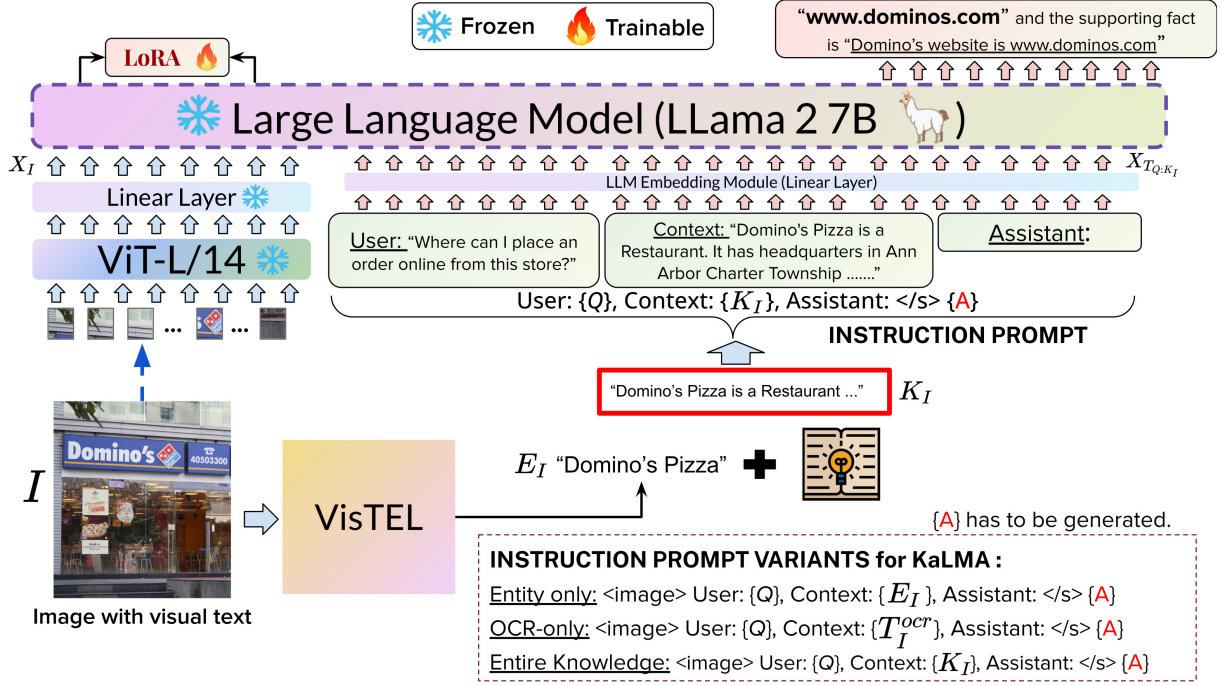 Frozen Trainable
"www.dominos.com" and the supporting fact
is "Domino's website is www.dominos.com"
LoRA
Large Language Model (LLama 2 7B )
X_I
X_{T_{Q:K_I}}
Linear Layer
LLM Embedding Module (Linear Layer)
ViT-L/14
User: “Where can I place an
order online from this store?”
Context: “Domino's Pizza is a
Restaurant. It has headquarters in Ann
Arbor Charter Township .......”
Assistant:
... ...
User: {Q}, Context: {K_I}, Assistant: </s> {A}
INSTRUCTION PROMPT
“Domino’s Pizza is a Restaurant ...”
K_I
I
Domino's
40503300
VisTEL
E_I “Domino’s Pizza”
Image with visual text
{A} has to be generated.
INSTRUCTION PROMPT VARIANTS for KaLMA :
Entity only: <image> User: {Q}, Context: { E_I }, Assistant: </s> {A}
OCR-only: <image> User: {Q}, Context: {T_I^{ocr}}, Assistant: </s> {A}
Entire Knowledge: <image> User: {Q}, Context: {K_I}, Assistant: </s> {A}